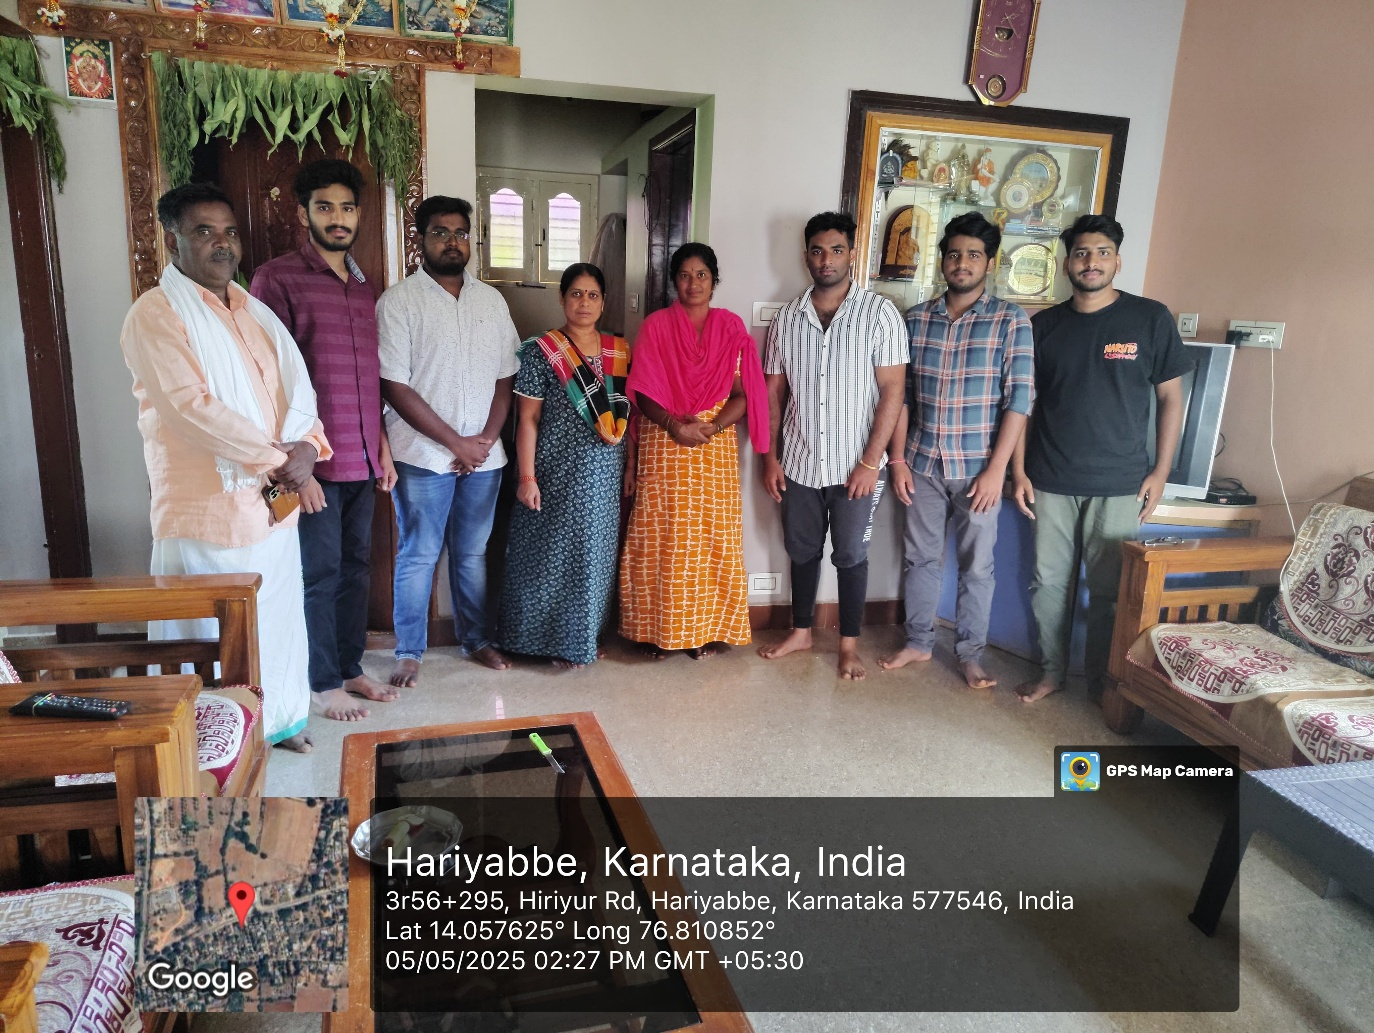 NARUTO
GPS Map Camera
Hariyabbe, Karnataka, India
3r56+295, Hiriyur Rd, Hariyabbe, Karnataka 577546, India
Lat 14.057625° Long 76.810852°
05/05/2025 02:27 PM GMT +05:30
Google